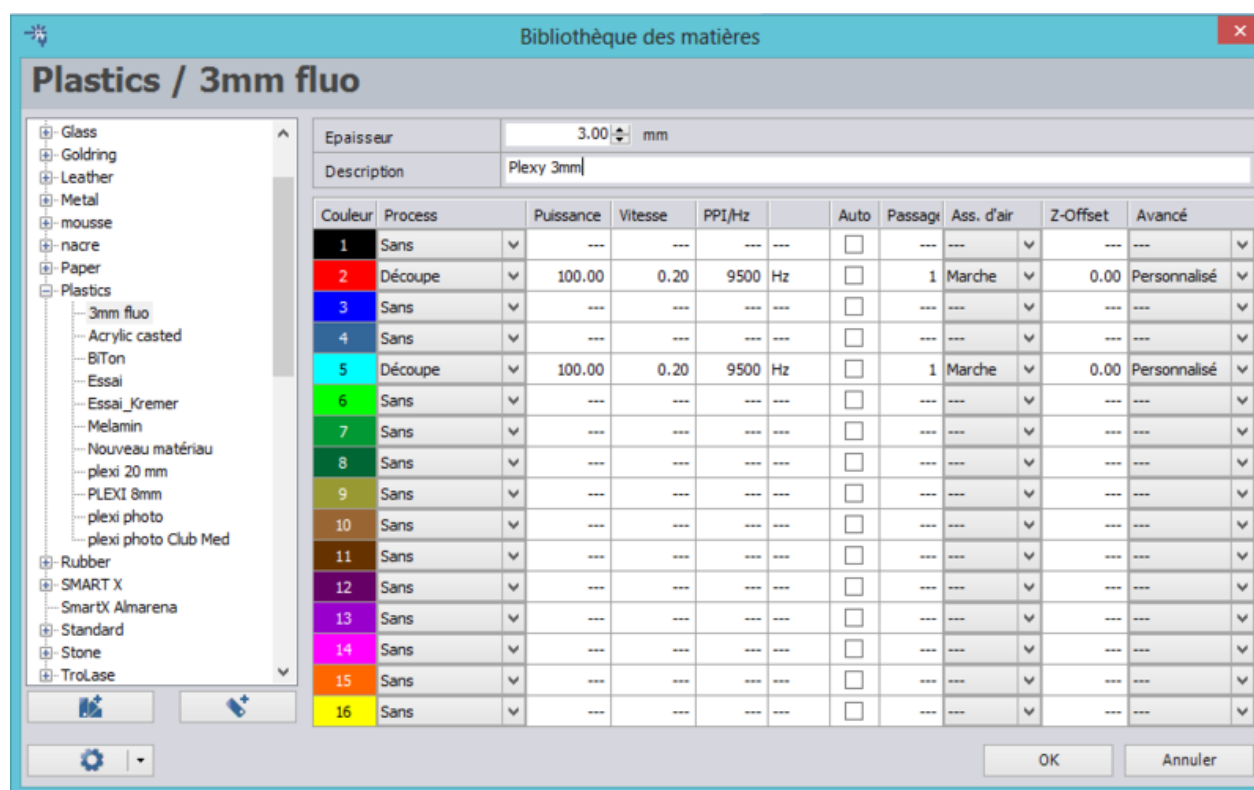 Bibliothèque des matières
Plastics / 3mm fluo
Glass
Goldring
Leather
Metal
mousse
nacre
Paper
Plastics
3mm fluo
Acrylic casted
BiTon
Essai
Essai_Kremer
Melamin
Nouveau matériau
plexi 20 mm
PLEXI 8mm
plexi photo
plexi photo Club Med
Rubber
SMART X
SmartX Almarena
Standard
Stone
TroLase
Epaisseur 3.00 mm
Description Plexy 3mm
Couleur Process Puissance Vitesse PPI/Hz Auto Passage Ass. d'air Z-Offset Avancé
1 Sans --- --- --- --- --- --- --- ---
2 Découpe 100.00 0.20 9500 Hz 1 Marche 0.00 Personnalisé
3 Sans --- --- --- --- --- --- --- ---
4 Sans --- --- --- --- --- --- --- ---
5 Découpe 100.00 0.20 9500 Hz 1 Marche 0.00 Personnalisé
6 Sans --- --- --- --- --- --- --- ---
7 Sans --- --- --- --- --- --- --- ---
8 Sans --- --- --- --- --- --- --- ---
9 Sans --- --- --- --- --- --- --- ---
10 Sans --- --- --- --- --- --- --- ---
11 Sans --- --- --- --- --- --- --- ---
12 Sans --- --- --- --- --- --- --- ---
13 Sans --- --- --- --- --- --- --- ---
14 Sans --- --- --- --- --- --- --- ---
15 Sans --- --- --- --- --- --- --- ---
16 Sans --- --- --- --- --- --- --- ---
OK Annuler